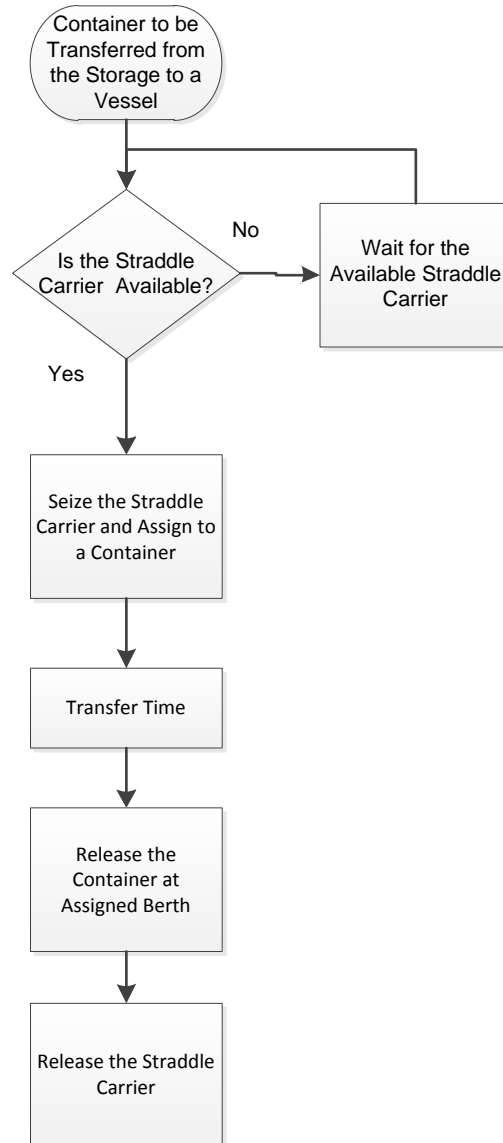 Container to be
Transferred from
the Storage to a
Vessel
Is the Straddle
Carrier Available?
No
Wait for the
Available Straddle
Carrier
Yes
Seize the Straddle
Carrier and Assign to
a Container
Transfer Time
Release the
Container at
Assigned Berth
Release the Straddle
Carrier